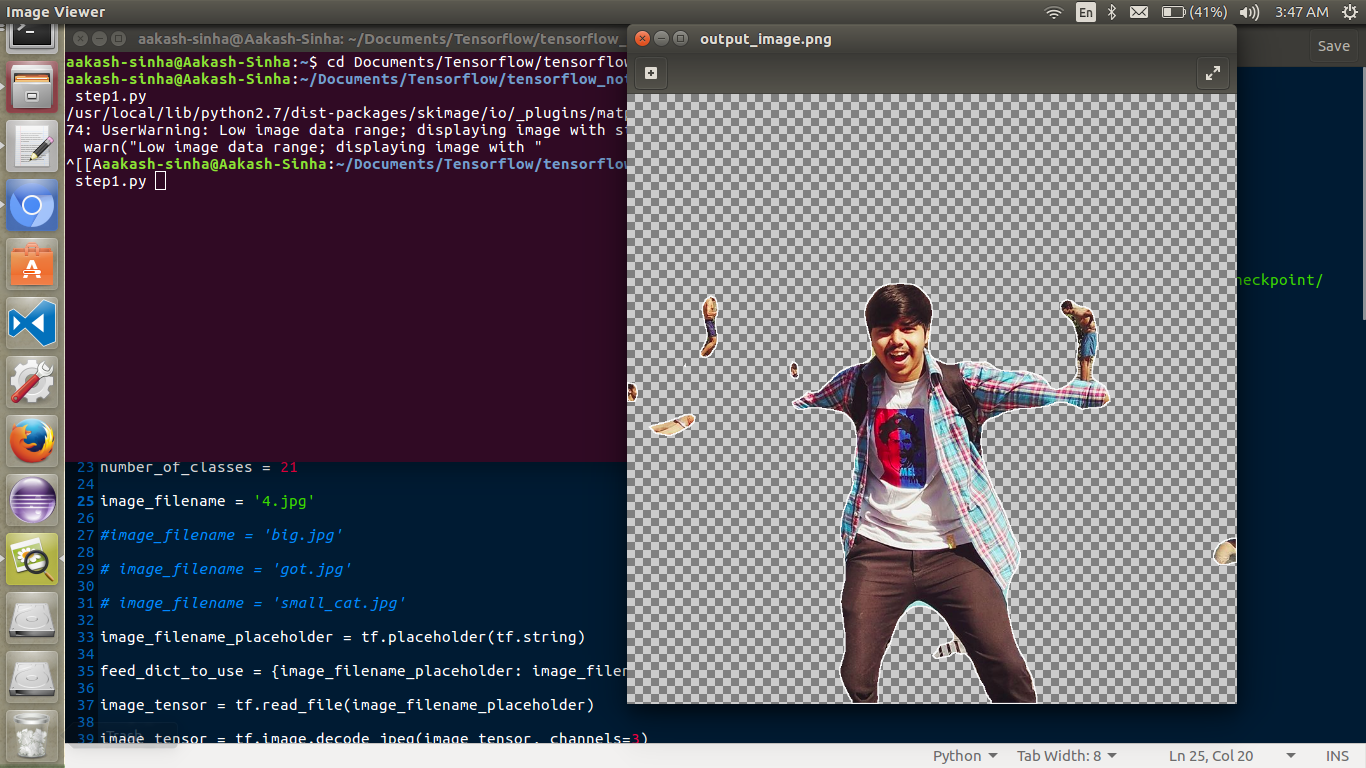 Image Viewer
En
(41%)
3:47 AM
aakash-sinha@Aakash-Sinha: ~/Documents/Tensorflow/tensorflow_
output_image.png
Save
aakash-sinha@Aakash-Sinha:~$ cd Documents/Tensorflow/tensorflow
aakash-sinha@Aakash-Sinha:~/Documents/Tensorflow/tensorflow_no
step1.py
/usr/local/lib/python2.7/dist-packages/skimage/io/_plugins/matp
74: UserWarning: Low image data range; displaying image with st
warn("Low image data range; displaying image with "
^[[Aaakash-sinha@Aakash-Sinha:~/Documents/Tensorflow/tensorflow
step1.py
heckpoint/
23 number_of_classes = 21
24
25 image_filename = '4.jpg'
26
27 #image_filename = 'big.jpg'
28
29 # image_filename = 'got.jpg'
30
31 # image_filename = 'small_cat.jpg'
32
33 image_filename_placeholder = tf.placeholder(tf.string)
34
35 feed_dict_to_use = {image_filename_placeholder: image_filen
36
37 image_tensor = tf.read_file(image_filename_placeholder)
38
Trash
39 image_tensor = tf.image.decode_jpeg(image_tensor, channels=3)
Python
Tab Width: 8
Ln 25, Col 20
INS